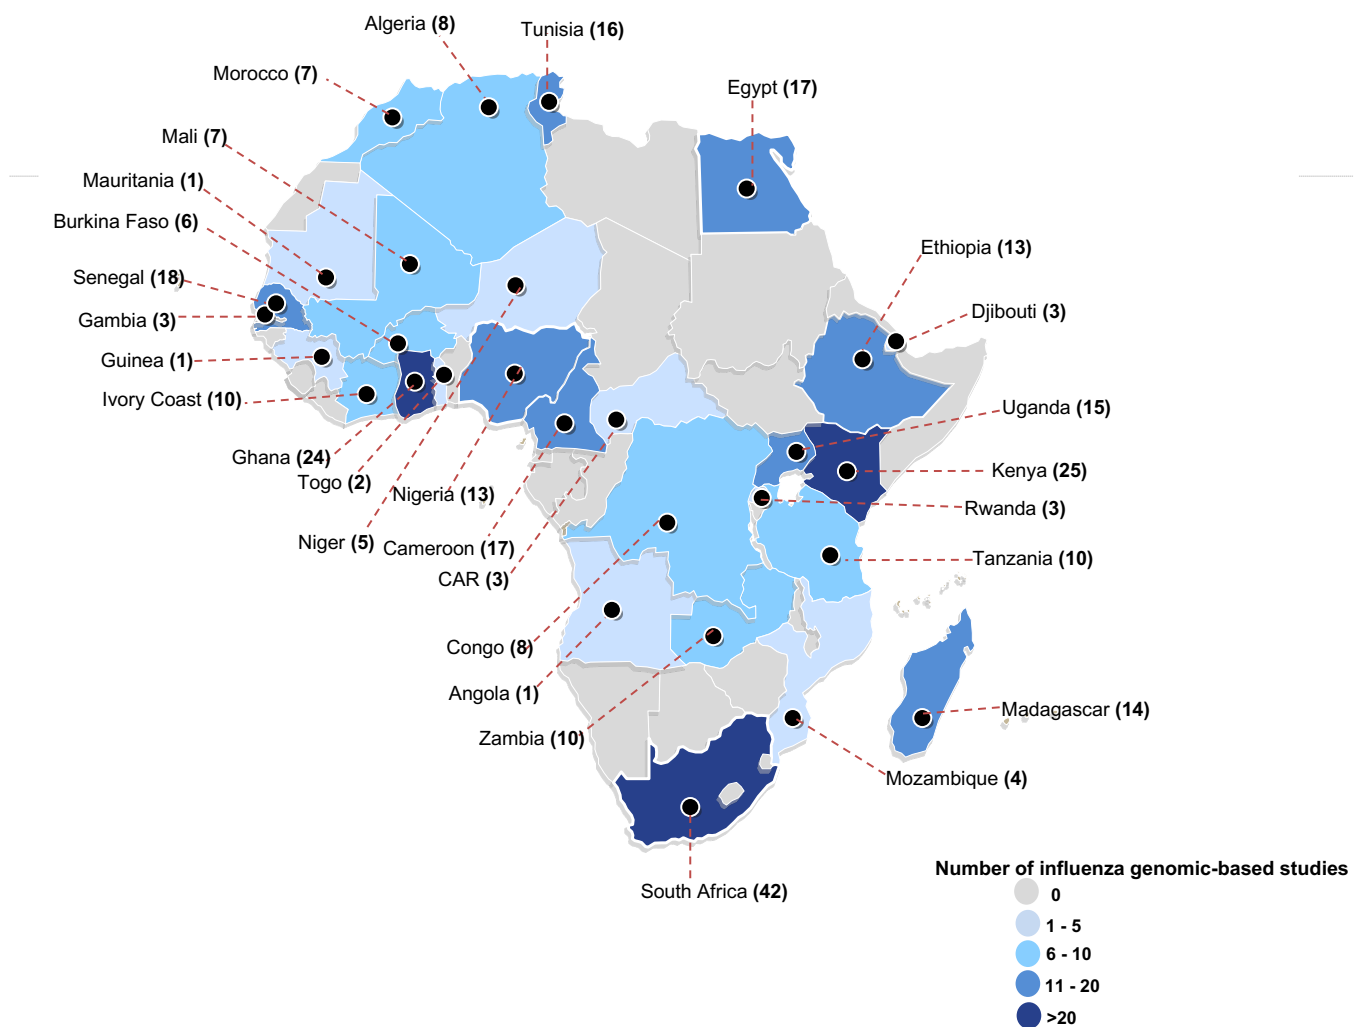 Algeria (8)
Tunisia (16)
Morocco (7)
Egypt (17)
Mali (7)
Mauritania (1)
Burkina Faso (6)
Ethiopia (13)
Senegal (18)
Djibouti (3)
Gambia (3)
Guinea (1)
Ivory Coast (10)
Uganda (15)
Ghana (24)
Kenya (25)
Togo (2)
Nigeria (13)
Rwanda (3)
Niger (5)
Cameroon (17)
Tanzania (10)
CAR (3)
Congo (8)
Angola (1)
Madagascar (14)
Zambia (10)
Mozambique (4)
South Africa (42)
Number of influenza genomic-based studies
0
1 - 5
6 - 10
11 - 20
>20